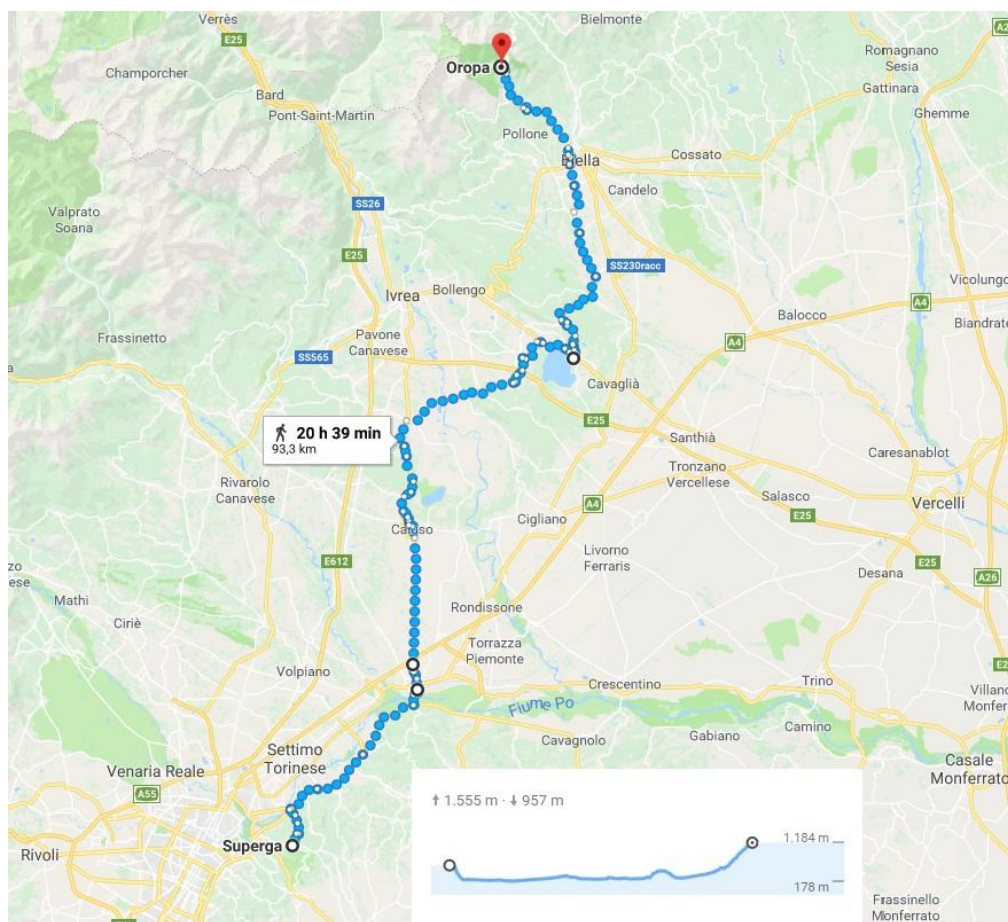 Verrès
E25
Bielmonte
Romagnano
Sesia
Oropa
Champorcher
Gattinara
Bard
Ghemme
Pont-Saint-Martin
Pollone
Biella
Cossato
Candelo
SS26
Valprato
Soana
E25
SS230racc
Ivrea
Bollengo
Vicolungo
A4
Balocco
Biandrate
Frassinetto
Pavone
Canavese
A4
SS565
Cavaglià
E25
20 h 39 min
93,3 km
Santhià
Caresanablot
Tronzano
Vercellese
Rivarolo
Canavese
Salasco
Vercelli
A4
Cigliano
E25
Caluso
Livorno
Ferraris
E25
E612
Desana
A26
Mathi
Rondissone
Ciriè
Torrazza
Piemonte
Volpiano
Crescentino
Trino
Fiume Po
Camino
Gabiano
Cavagnolo
Settimo
Torinese
Venaria Reale
Casale
Monferrato
A55
1.555 m · 957 m
1.184 m
Superga
Rivoli
178 m
Frassinello
Monferrato